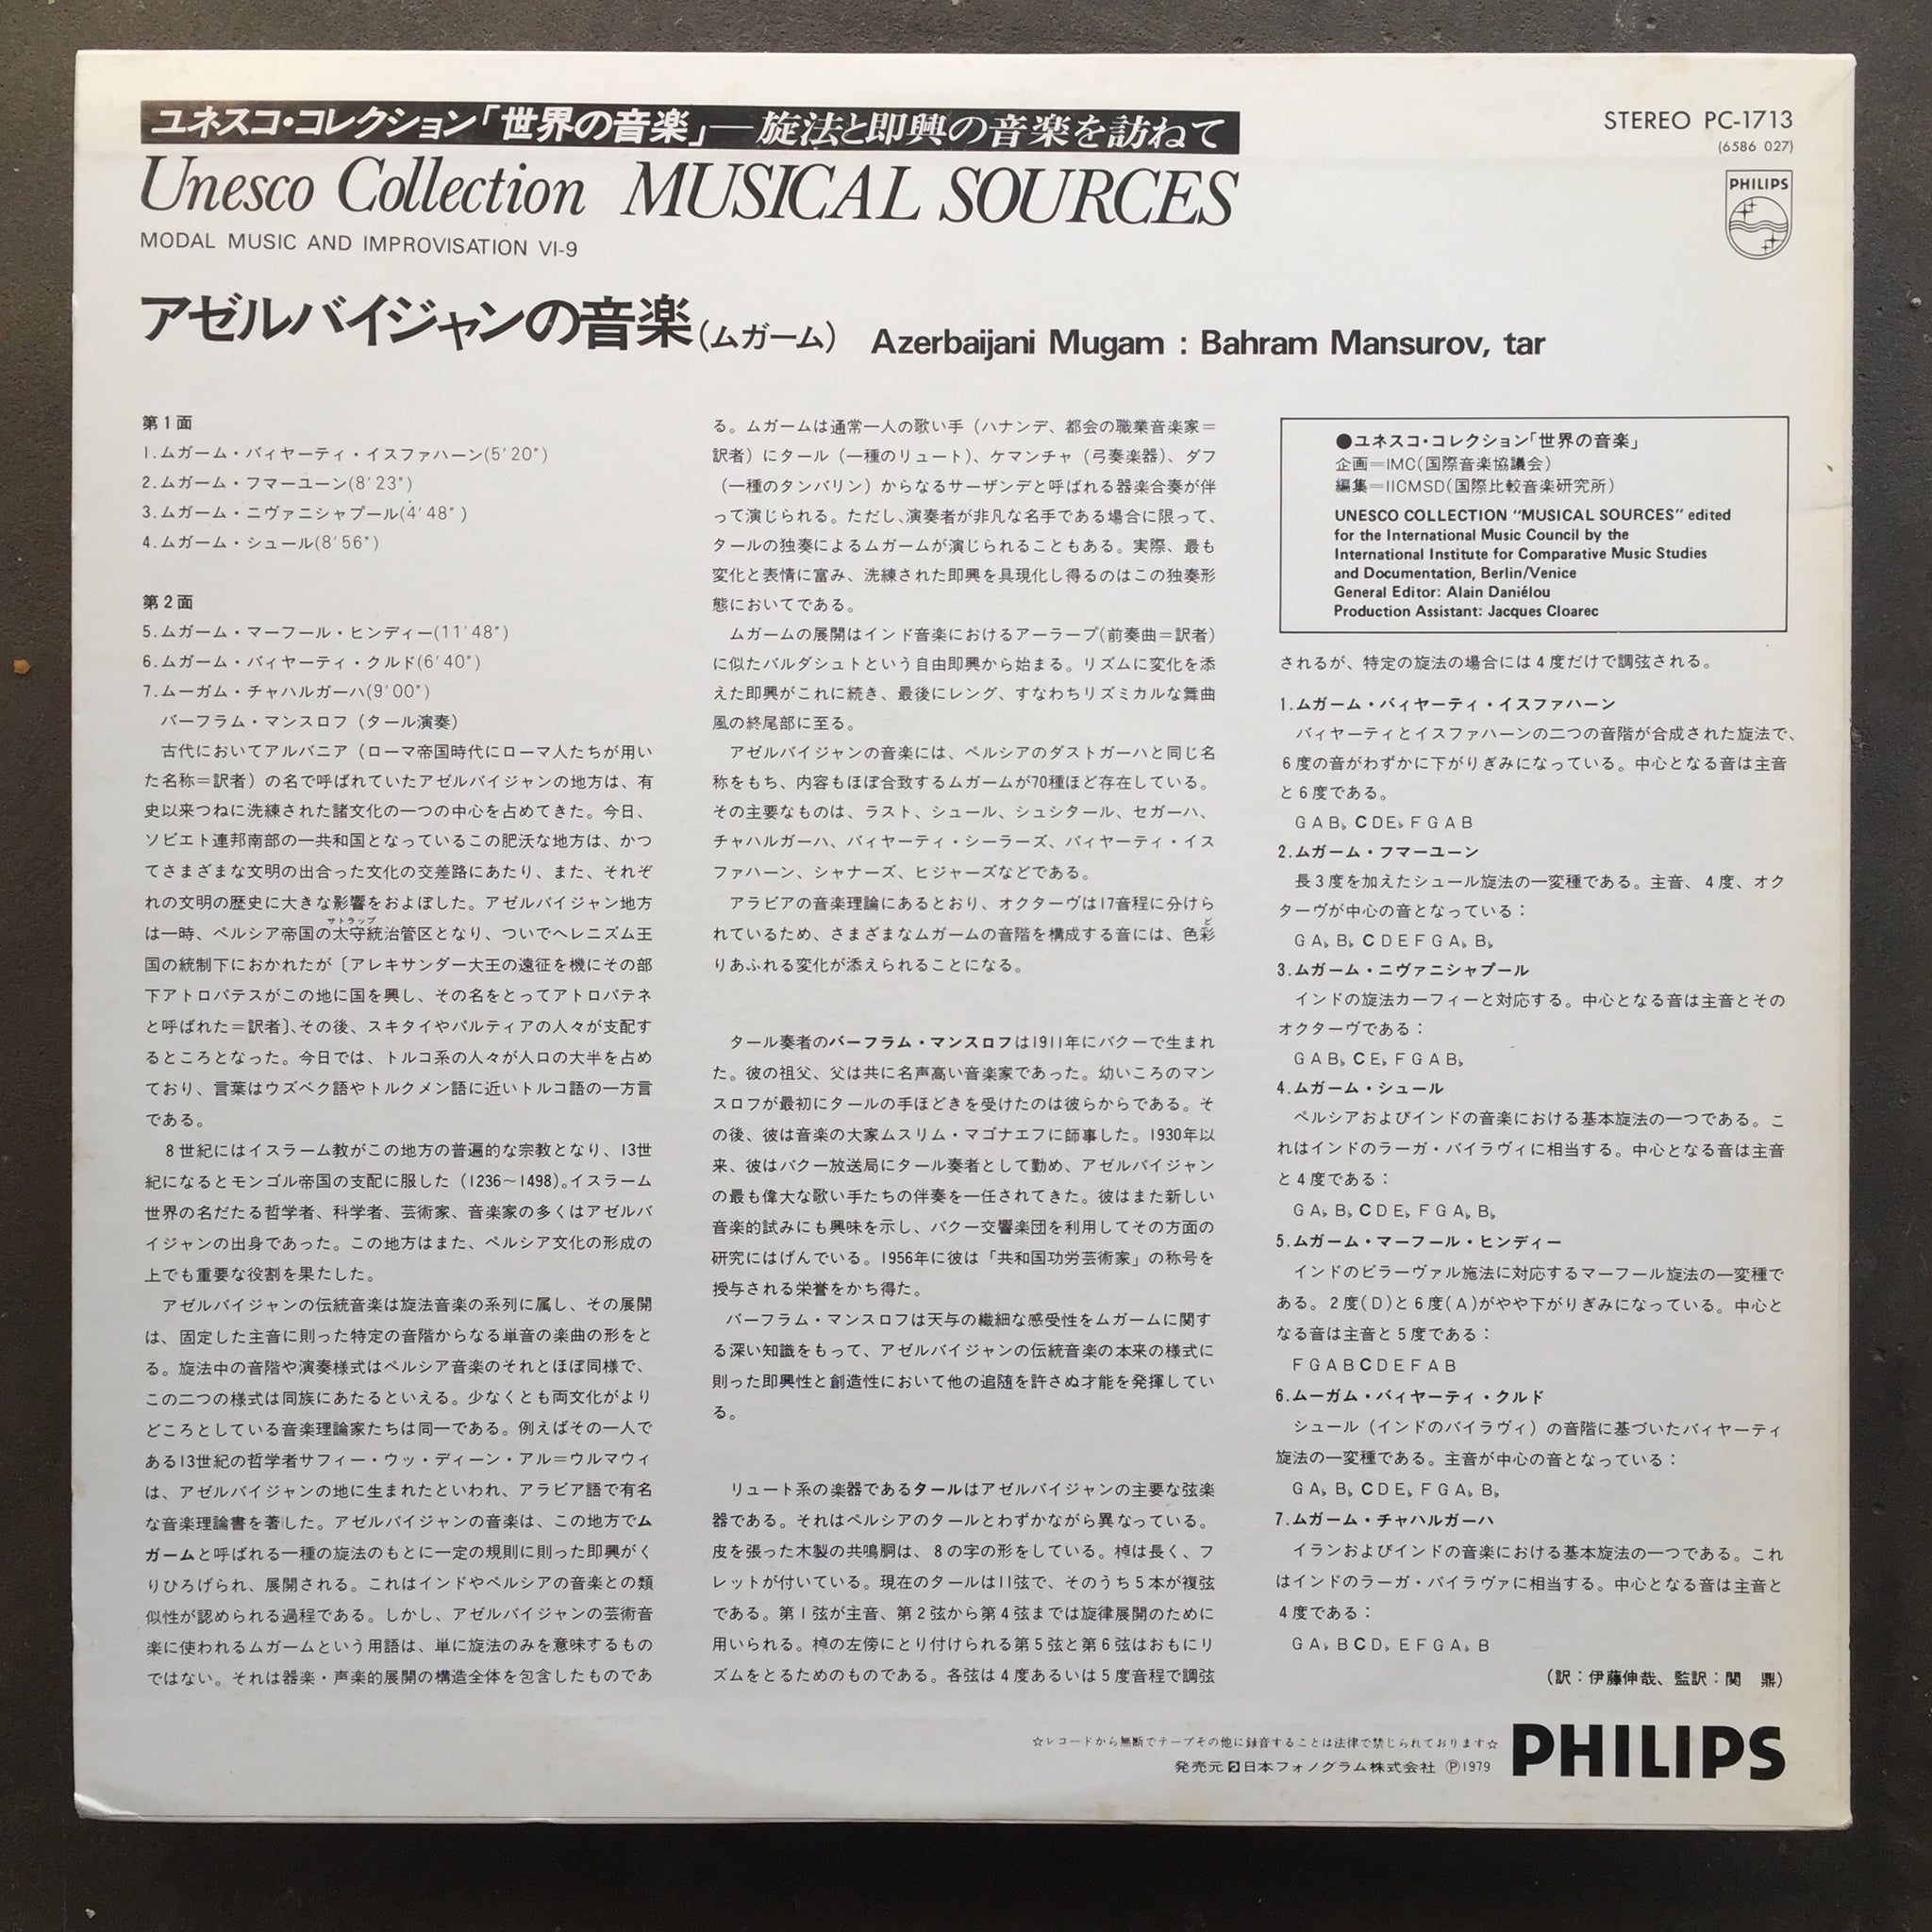 ユネスコ・コレクション「世界の音楽」—旋法と即興の音楽を訪ねて
Unesco Collection MUSICAL SOURCES
MODAL MUSIC AND IMPROVISATION VI-9
STEREO PC-1713
(6586 027)
PHILIPS
アゼルバイジャンの音楽(ムガーム) Azerbaijani Mugam : Bahram Mansurov, tar
第1面
1.ムガーム・バィヤーティ・イスファハーン(5′20″)
2.ムガーム・フマーユーン(8′23″)
3.ムガーム・ニヴァニシャプール(4′48″)
4.ムガーム・シュール(8′56″)
第2面
5.ムガーム・マーフール・ヒンディー(11′48″)
6.ムガーム・バィヤーティ・クルド(6′40″)
7.ムーガム・チャハルガーハ(9′00″)
バーフラム・マンスロフ(タール演奏)
古代においてアルバニア(ローマ帝国時代にローマ人たちが用い
た名称=訳者)の名で呼ばれていたアゼルバイジャンの地方は、有
史以来つねに洗練された諸文化の一つの中心を占めてきた。今日、
ソビエト連邦南部の一共和国となっているこの肥沃な地方は、かつ
てさまざまな文明の出合った文化の交差路にあたり、また、それぞ
れの文明の歴史に大きな影響をおよぼした。アゼルバイジャン地方
サトラップ
は一時、ペルシア帝国の太守統治管区となり、ついでヘレニズム王
国の統制下におかれたが〔アレキサンダー大王の遠征を機にその部
下アトロパテスがこの地に国を興し、その名をとってアトロパテネ
と呼ばれた=訳者〕、その後、スキタイやパルティアの人々が支配す
るところとなった。今日では、トルコ系の人々が人口の大半を占め
ており、言葉はウズベク語やトルクメン語に近いトルコ語の一方言
である。
8世紀にはイスラーム教がこの地方の普遍的な宗教となり、13世
紀になるとモンゴル帝国の支配に服した(1236〜1498)。イスラーム
世界の名だたる哲学者、科学者、芸術家、音楽家の多くはアゼルバ
イジャンの出身であった。この地方はまた、ペルシア文化の形成の
上でも重要な役割を果たした。
アゼルバイジャンの伝統音楽は旋法音楽の系列に属し、その展開
は、固定した主音に則った特定の音階からなる単音の楽曲の形をと
る。旋法中の音階や演奏様式はペルシア音楽のそれとほぼ同様で、
この二つの様式は同族にあたるといえる。少なくとも両文化がより
どころとしている音楽理論家たちは同一である。例えばその一人で
ある13世紀の哲学者サフィー・ウッ・ディーン・アル=ウルマウィ
は、アゼルバイジャンの地に生まれたといわれ、アラビア語で有名
な音楽理論書を著した。アゼルバイジャンの音楽は、この地方でム
ガームと呼ばれる一種の旋法のもとに一定の規則に則った即興がく
りひろげられ、展開される。これはインドやペルシアの音楽との類
似性が認められる過程である。しかし、アゼルバイジャンの芸術音
楽に使われるムガームという用語は、単に旋法のみを意味するもの
ではない。それは器楽・声楽的展開の構造全体を包含したものであ
る。ムガームは通常一人の歌い手(ハナンデ、都会の職業音楽家=
訳者)にタール(一種のリュート)、ケマンチャ(弓奏楽器)、ダフ
(一種のタンバリン)からなるサーザンデと呼ばれる器楽合奏が伴
って演じられる。ただし、演奏者が非凡な名手である場合に限って、
タールの独奏によるムガームが演じられることもある。実際、最も
変化と表情に富み、洗練された即興を具現化し得るのはこの独奏形
態においてである。
ムガームの展開はインド音楽におけるアーラープ(前奏曲=訳者)
に似たバルダシュトという自由即興から始まる。リズムに変化を添
えた即興がこれに続き、最後にレング、すなわちリズミカルな舞曲
風の終尾部に至る。
アゼルバイジャンの音楽には、ペルシアのダストガーハと同じ名
称をもち、内容もほぼ合致するムガームが70種ほど存在している。
その主要なものは、ラスト、シュール、シュシタール、セガーハ、
チャハルガーハ、バィヤーティ・シーラーズ、バィヤーティ・イス
ファハーン、シャナーズ、ヒジャーズなどである。
アラビアの音楽理論にあるとおり、オクターヴは17音程に分けら
ど
れているため、さまざまなムガームの音階を構成する音には、色彩
りあふれる変化が添えられることになる。
タール奏者のバーフラム・マンスロフは1911年にバクーで生まれ
た。彼の祖父、父は共に名声高い音楽家であった。幼いころのマン
スロフが最初にタールの手ほどきを受けたのは彼らからである。そ
の後、彼は音楽の大家ムスリム・マゴナエフに師事した。1930年以
来、彼はバクー放送局にタール奏者として勤め、アゼルバイジャン
の最も偉大な歌い手たちの伴奏を一任されてきた。彼はまた新しい
音楽的試みにも興味を示し、バクー交響楽団を利用してその方面の
研究にはげんでいる。1956年に彼は「共和国功労芸術家」の称号を
授与される栄誉をかち得た。
バーフラム・マンスロフは天与の繊細な感受性をムガームに関す
る深い知識をもって、アゼルバイジャンの伝統音楽の本来の様式に
則った即興性と創造性において他の追随を許さぬ才能を発揮してい
る。
リュート系の楽器であるタールはアゼルバイジャンの主要な弦楽
器である。それはペルシアのタールとわずかながら異なっている。
皮を張った木製の共鳴胴は、8の字の形をしている。棹は長く、フ
レットが付いている。現在のタールは11弦で、そのうち5本が複弦
である。第1弦が主音、第2弦から第4弦までは旋律展開のために
用いられる。棹の左傍にとり付けられる第5弦と第6弦はおもにリ
ズムをとるためのものである。各弦は4度あるいは5度音程で調弦
●ユネスコ・コレクション「世界の音楽」
企画=IMC(国際音楽協議会)
編集=IICMSD(国際比較音楽研究所)
UNESCO COLLECTION “MUSICAL SOURCES” edited
for the International Music Council by the
International Institute for Comparative Music Studies
and Documentation, Berlin/Venice
General Editor: Alain Daniélou
Production Assistant: Jacques Cloarec
されるが、特定の旋法の場合には4度だけで調弦される。
1.ムガーム・バィヤーティ・イスファハーン
バィヤーティとイスファハーンの二つの音階が合成された旋法で、
6度の音がわずかに下がりぎみになっている。中心となる音は主音
と6度である。
G A B♭ C D E♭ F G A B
2.ムガーム・フマーユーン
長3度を加えたシュール旋法の一変種である。主音、4度、オク
ターヴが中心の音となっている:
G A♭ B♭ C D E F G A♭ B♭
3.ムガーム・ニヴァニシャプール
インドの旋法カーフィーと対応する。中心となる音は主音とその
オクターヴである:
G A B♭ C E♭ F G A B♭
4.ムガーム・シュール
ペルシアおよびインドの音楽における基本旋法の一つである。こ
れはインドのラーガ・バイラヴィに相当する。中心となる音は主音
と4度である:
G A♭ B♭ C D E♭ F G A♭ B♭
5.ムガーム・マーフール・ヒンディー
インドのビラーヴァル施法に対応するマーフール旋法の一変種で
ある。2度(D)と6度(A)がやや下がりぎみになっている。中心と
なる音は主音と5度である:
F G A B C D E F A B
6.ムーガム・バィヤーティ・クルド
シュール(インドのバイラヴィ)の音階に基づいたバィヤーティ
旋法の一変種である。主音が中心の音となっている:
G A♭ B♭ C D E♭ F G A♭ B♭
7.ムガーム・チャハルガーハ
イランおよびインドの音楽における基本旋法の一つである。これ
はインドのラーガ・バイラヴァに相当する。中心となる音は主音と
4度である:
G A♭ B C D♭ E F G A♭ B
(訳:伊藤伸哉、監訳:関 鼎)
☆レコードから無断でテープその他に録音することは法律で禁じられております☆
発売元 日本フォノグラム株式会社 Ⓟ1979
PHILIPS